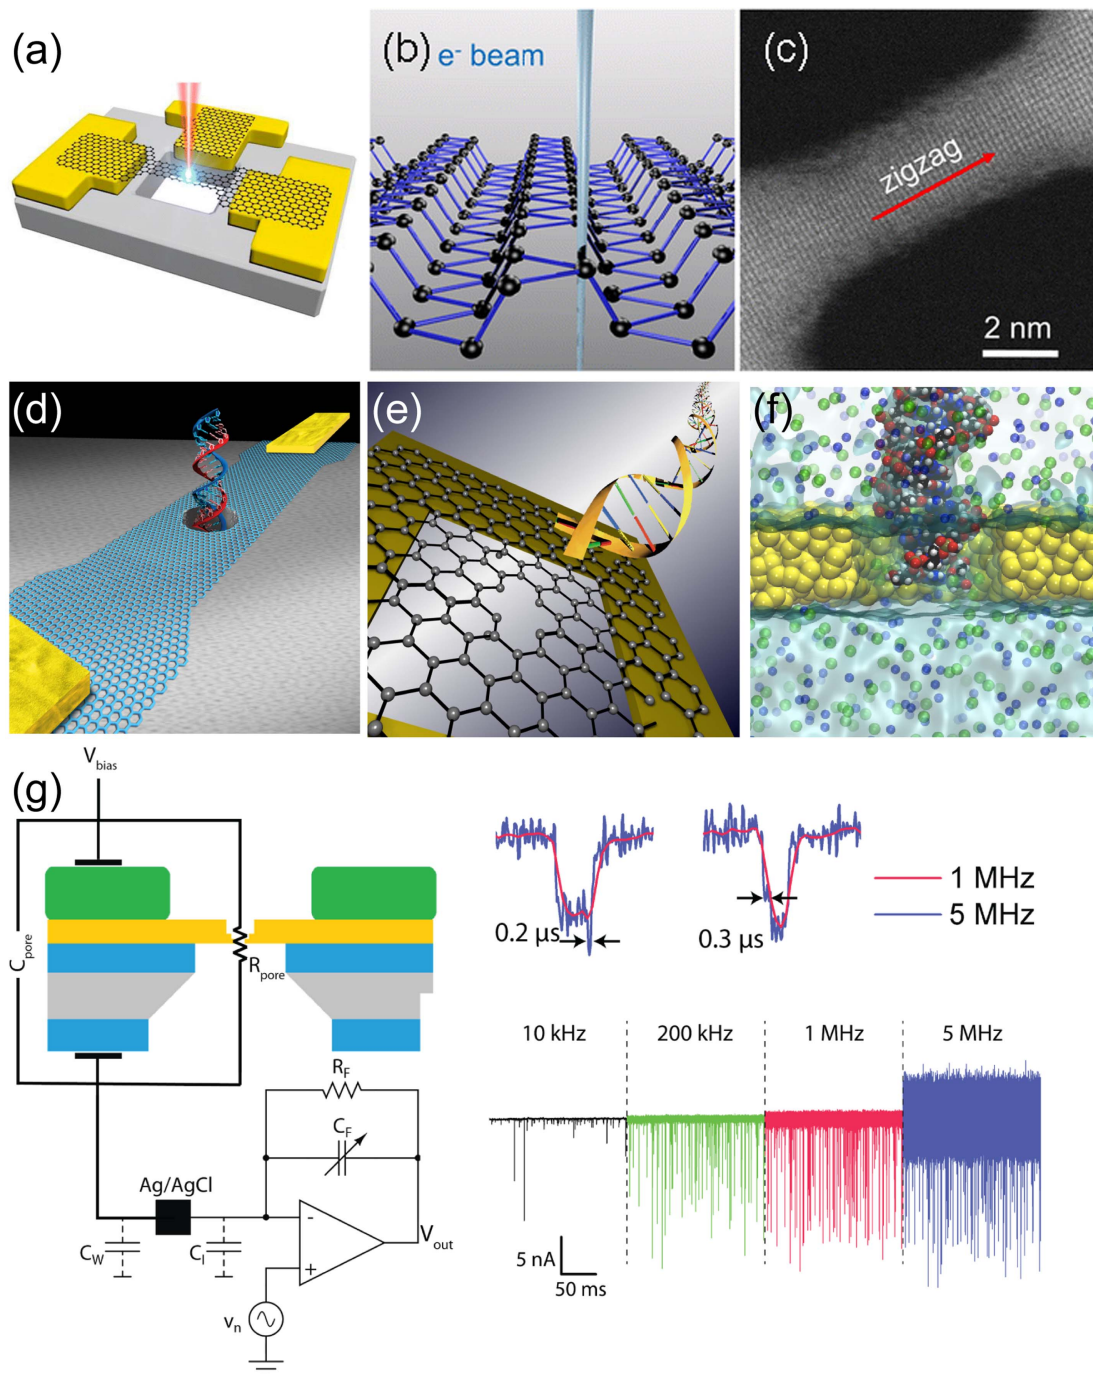 (a)
(b) e⁻ beam
(c)
zigzag
2 nm
(d)
(e)
(f)
(g)
V_bias
C_pore
R_pore
R_F
C_F
Ag/AgCl
C_W
C_I
-
+
V_out
v_n
0.2 μs
0.3 μs
1 MHz
5 MHz
10 kHz
200 kHz
1 MHz
5 MHz
5 nA
50 ms